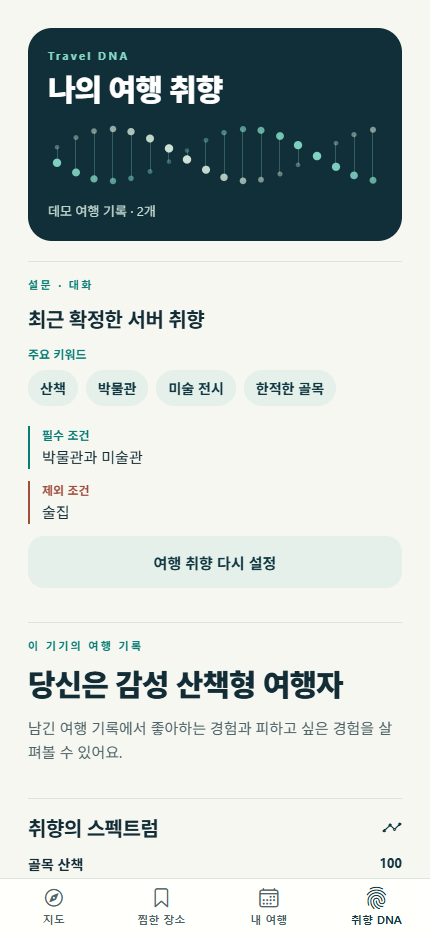 Travel DNA
나의 여행 취향
데모 여행 기록 · 2개
설문 · 대화
최근 확정한 서버 취향
주요 키워드
산책 박물관 미술 전시 한적한 골목
필수 조건
박물관과 미술관
제외 조건
술집
여행 취향 다시 설정
이 기기의 여행 기록
당신은 감성 산책형 여행자
남긴 여행 기록에서 좋아하는 경험과 피하고 싶은 경험을 살
펴볼 수 있어요.
취향의 스펙트럼
골목 산책 100
지도 찜한 장소 내 여행 취향 DNA